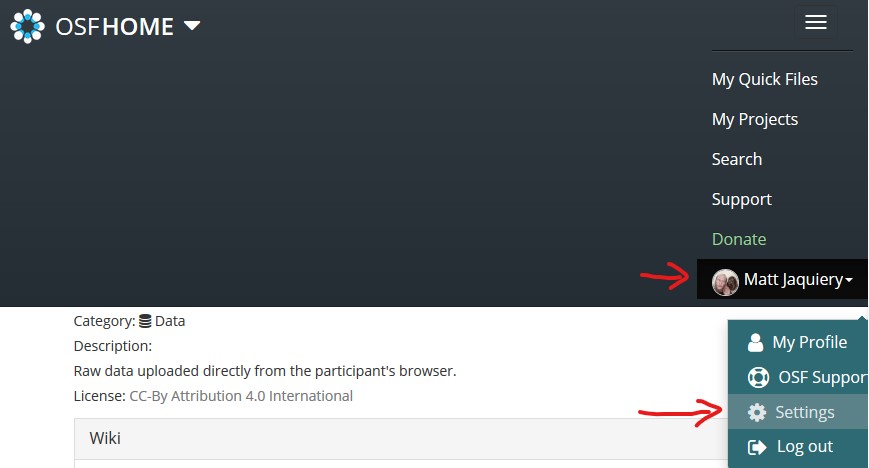 OSFHOME
My Quick Files
My Projects
Search
Support
Donate
Matt Jaquiery
Category: Data
Description:
Raw data uploaded directly from the participant's browser.
License: CC-By Attribution 4.0 International
Wiki
My Profile
OSF Suppor
Settings
Log out